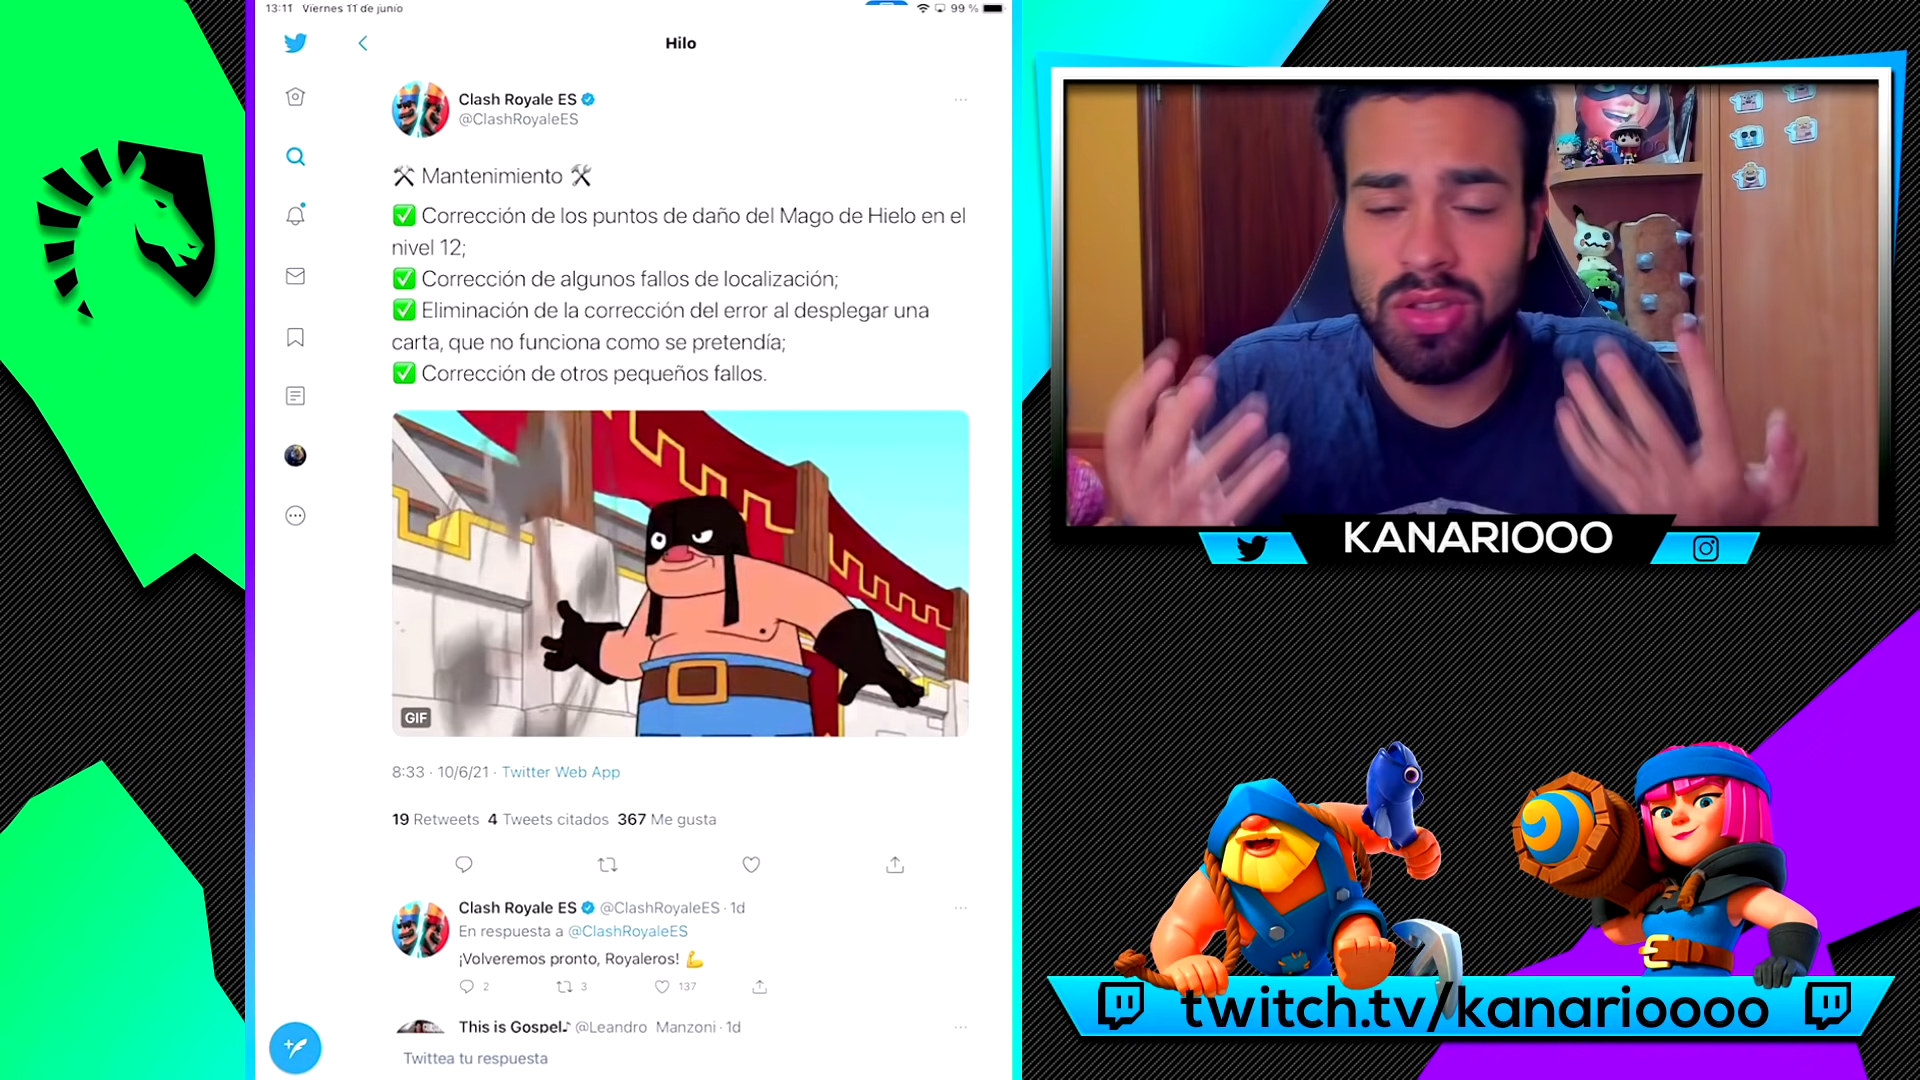 13:11 Viernes 11 de junio
99 %
Hilo
Clash Royale ES
@ClashRoyaleES
Mantenimiento
Corrección de los puntos de daño del Mago de Hielo en el
nivel 12;
Corrección de algunos fallos de localización;
Eliminación de la corrección del error al desplegar una
carta, que no funciona como se pretendía;
Corrección de otros pequeños fallos.
GIF
8:33 · 10/6/21 · Twitter Web App
19 Retweets 4 Tweets citados 367 Me gusta
Clash Royale ES @ClashRoyaleES · 1d
En respuesta a @ClashRoyaleES
¡Volveremos pronto, Royaleros! 💪
2 3 137
This is Gospel♪ @Leandro_Manzoni · 1d
Twittea tu respuesta
KANARIOOO
twitch.tv/kanarioooo